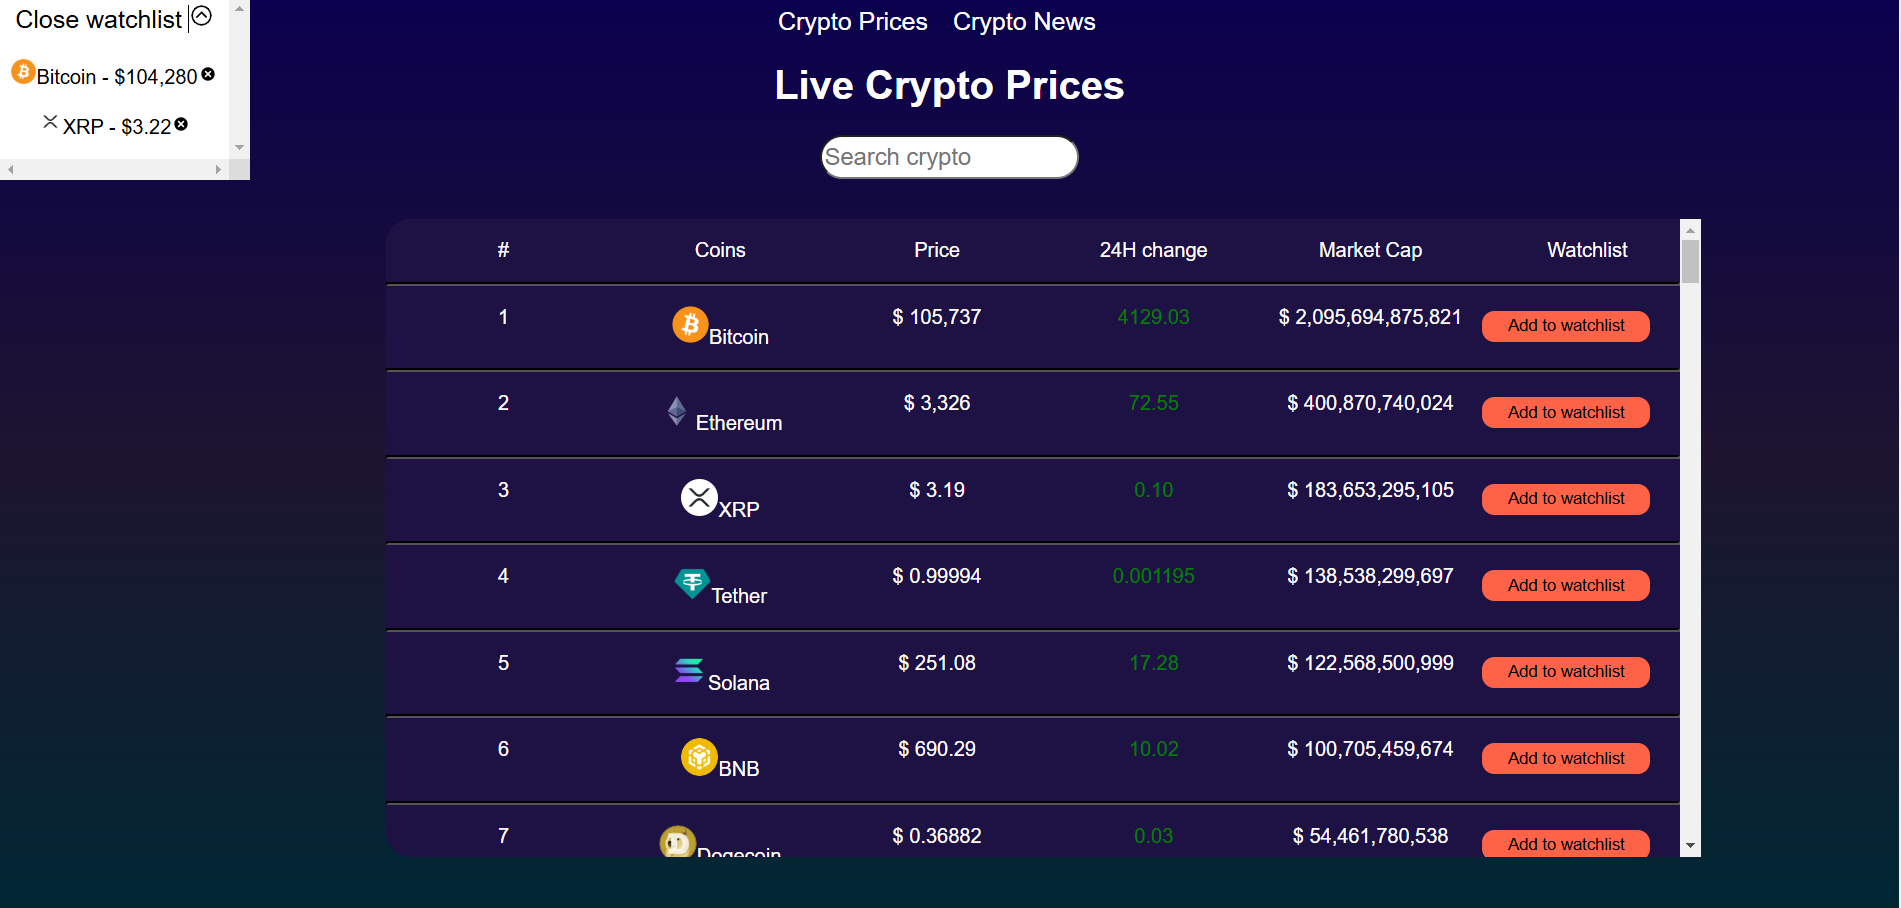 Close watchlist
Bitcoin - $104,280
XRP - $3.22
Crypto Prices Crypto News
Live Crypto Prices
Search crypto
# Coins Price 24H change Market Cap Watchlist
1 Bitcoin $ 105,737 4129.03 $ 2,095,694,875,821 Add to watchlist
2 Ethereum $ 3,326 72.55 $ 400,870,740,024 Add to watchlist
3 XRP $ 3.19 0.10 $ 183,653,295,105 Add to watchlist
4 Tether $ 0.99994 0.001195 $ 138,538,299,697 Add to watchlist
5 Solana $ 251.08 17.28 $ 122,568,500,999 Add to watchlist
6 BNB $ 690.29 10.02 $ 100,705,459,674 Add to watchlist
7 Dogecoin $ 0.36882 0.03 $ 54,461,780,538 Add to watchlist